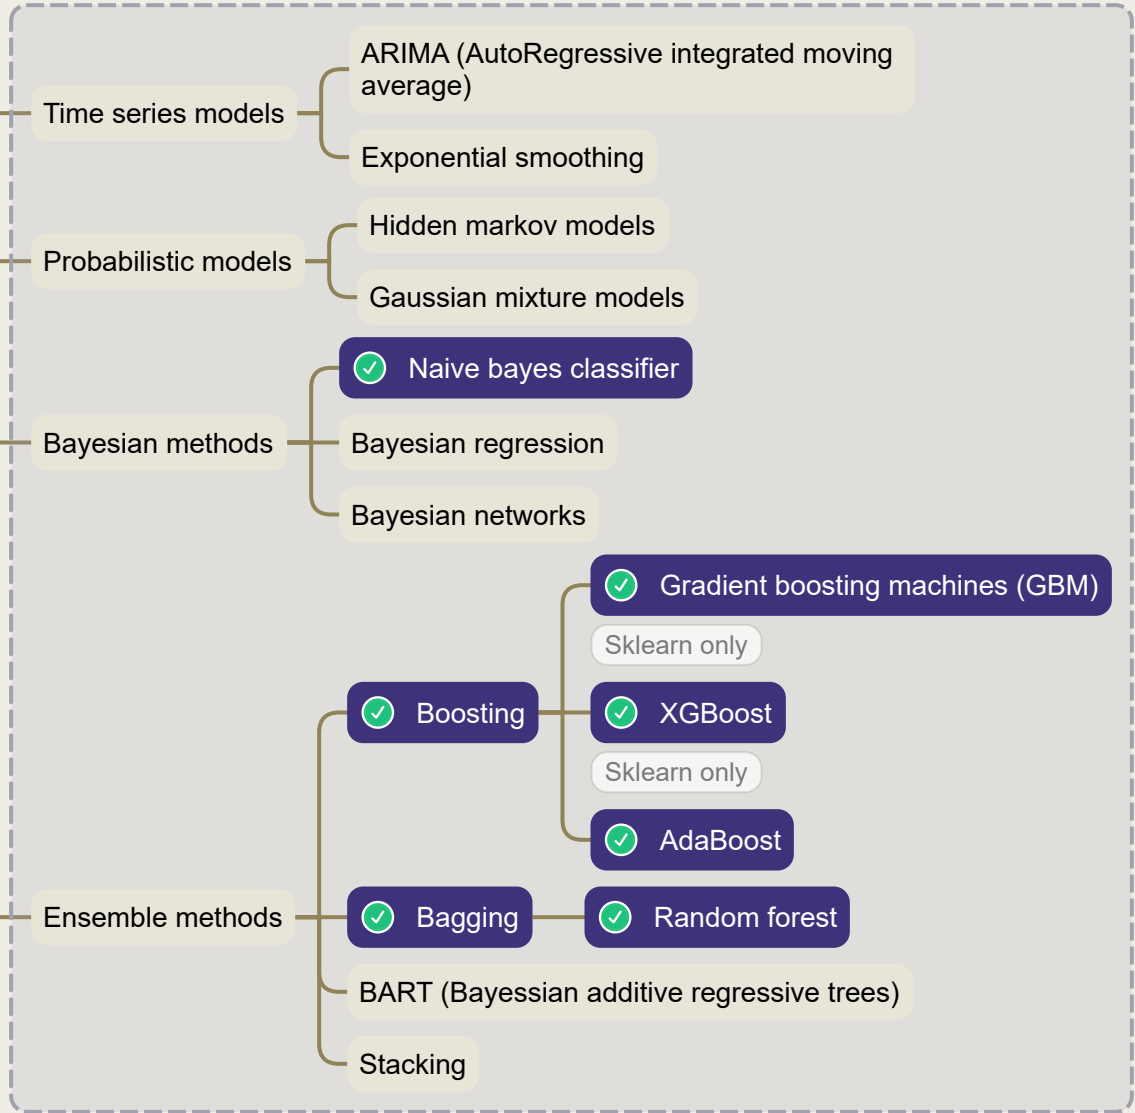 Time series models
ARIMA (AutoRegressive integrated moving
average)
Exponential smoothing
Probabilistic models
Hidden markov models
Gaussian mixture models
Bayesian methods
Naive bayes classifier
Bayesian regression
Bayesian networks
Ensemble methods
Boosting
Gradient boosting machines (GBM)
Sklearn only
XGBoost
Sklearn only
AdaBoost
Bagging
Random forest
BART (Bayessian additive regressive trees)
Stacking